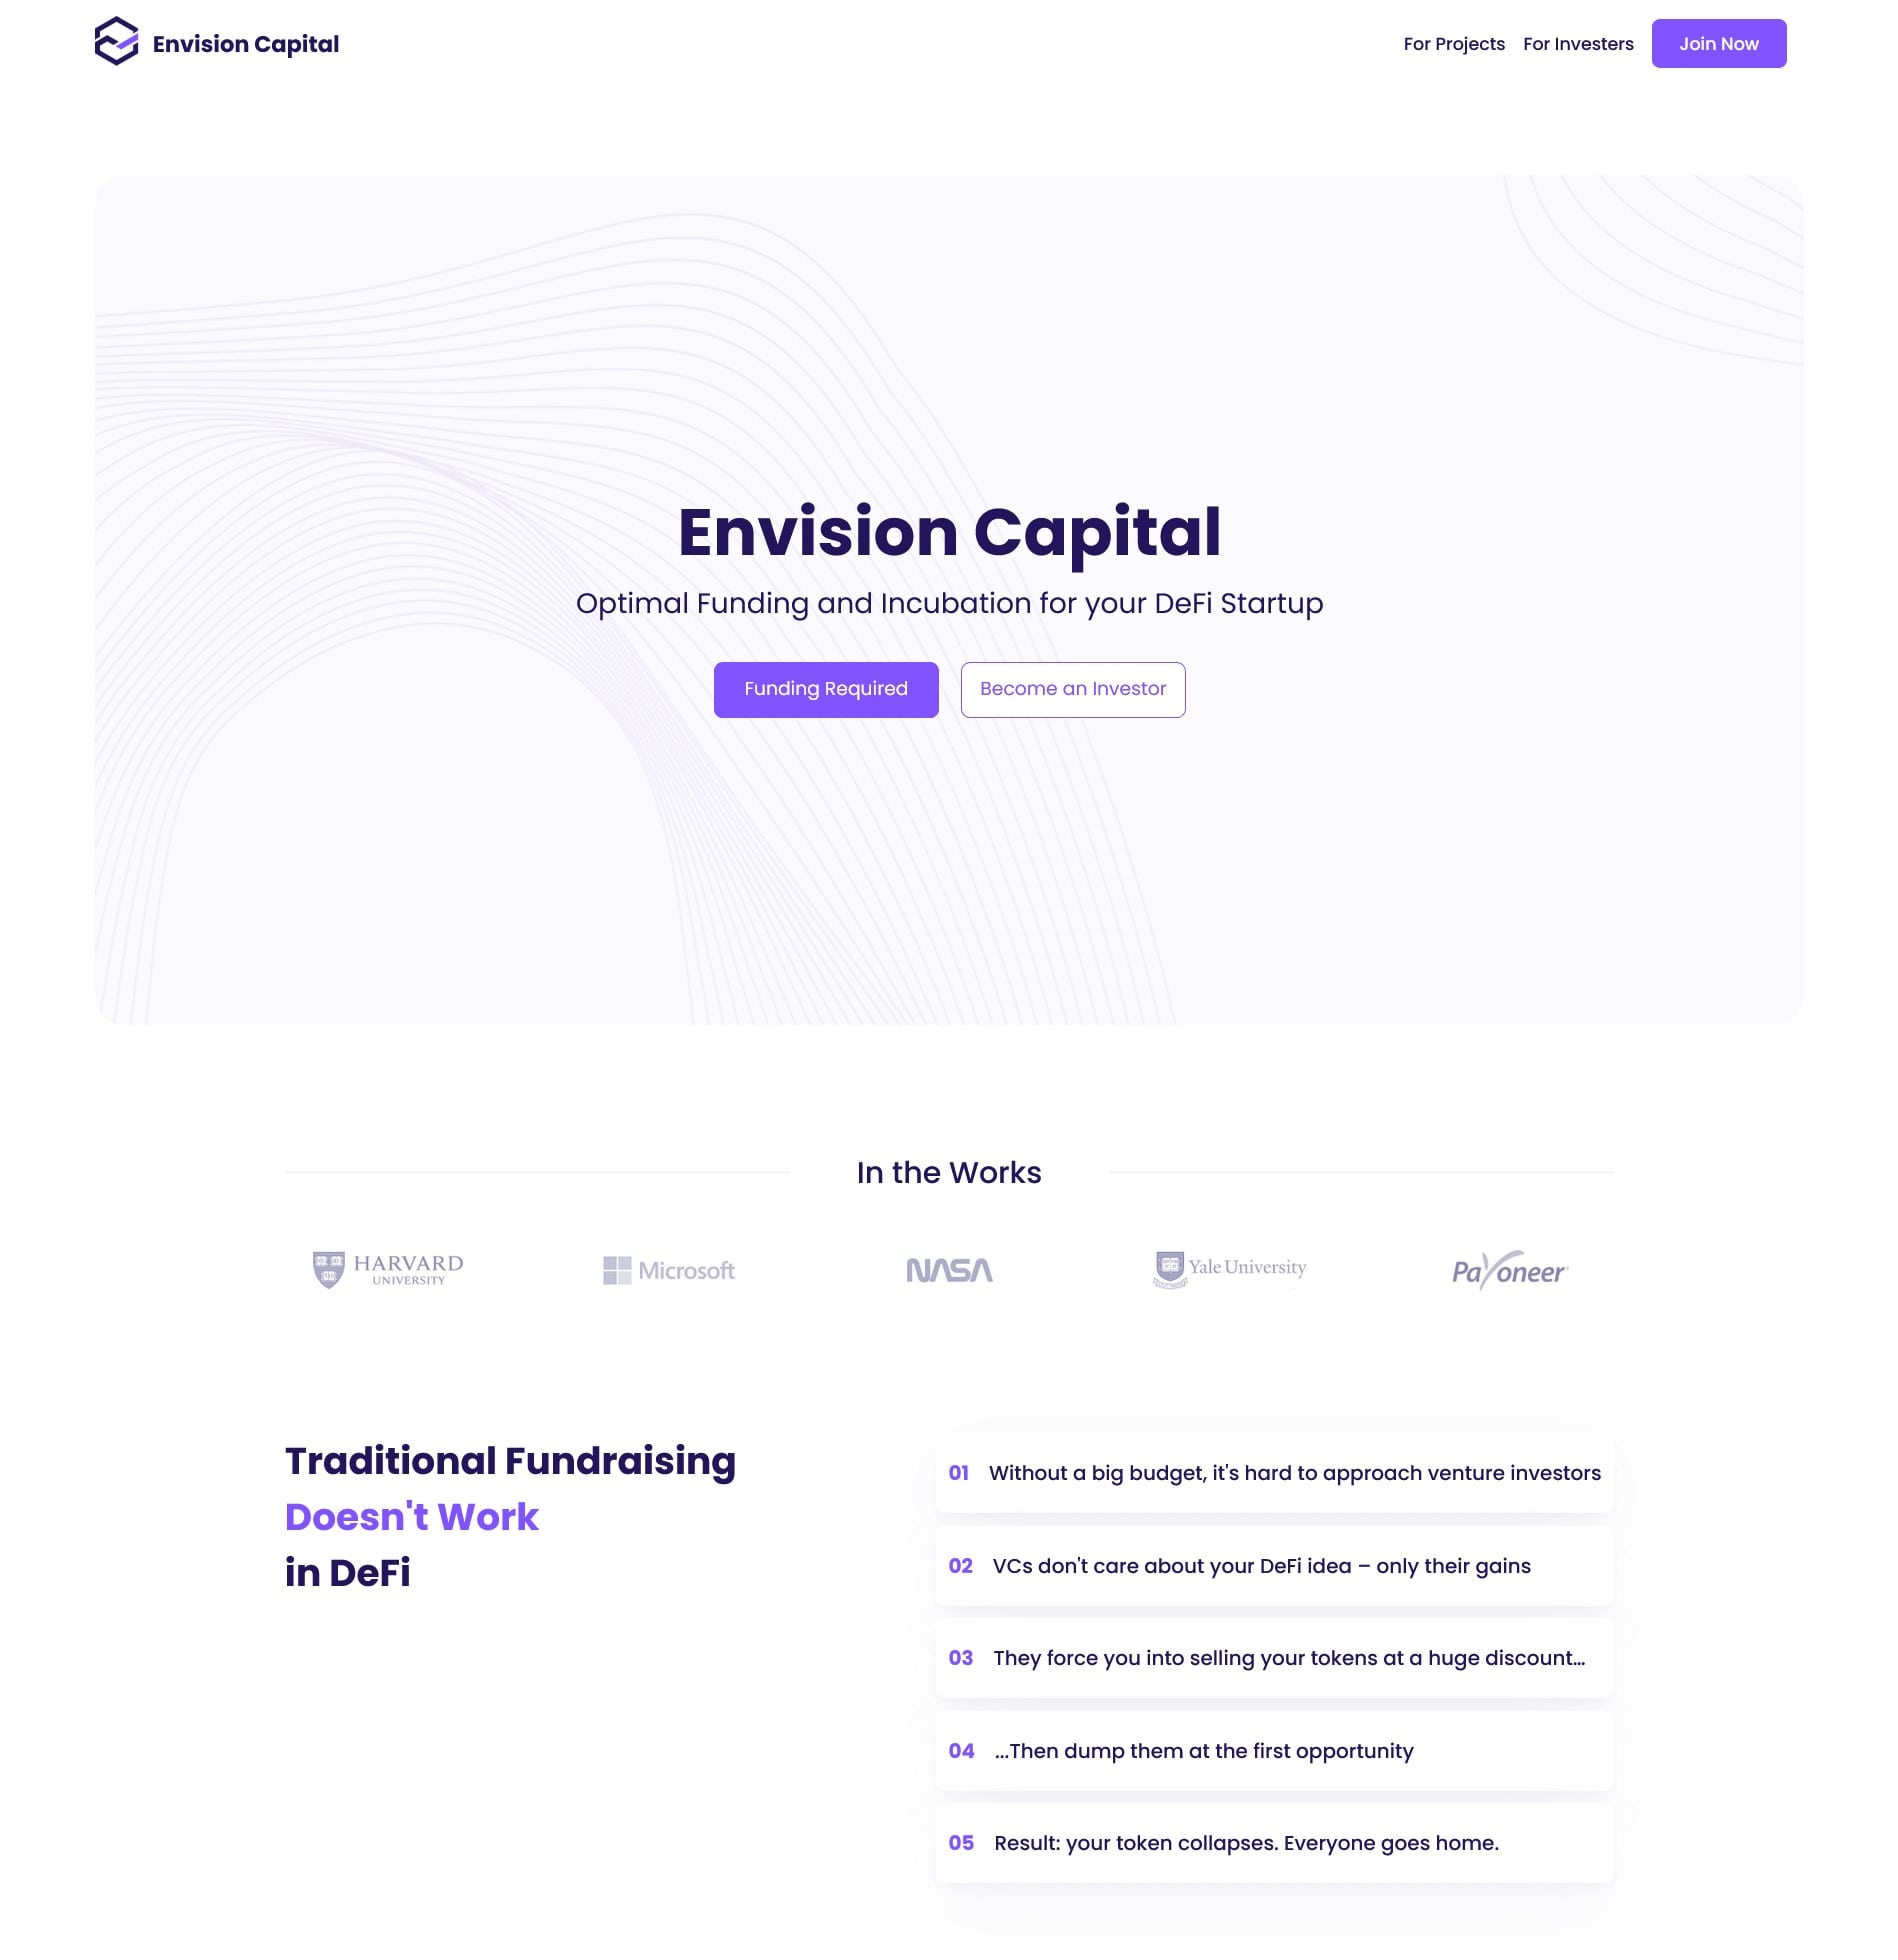 Envision Capital
For Projects
For Investers
Join Now
Envision Capital
Optimal Funding and Incubation for your DeFi Startup
Funding Required
Become an Investor
In the Works
HARVARD
UNIVERSITY
Microsoft
NASA
Yale University
Payoneer
Traditional Fundraising
Doesn't Work
in DeFi
01 Without a big budget, it's hard to approach venture investors
02 VCs don't care about your DeFi idea – only their gains
03 They force you into selling your tokens at a huge discount...
04 ...Then dump them at the first opportunity
05 Result: your token collapses. Everyone goes home.